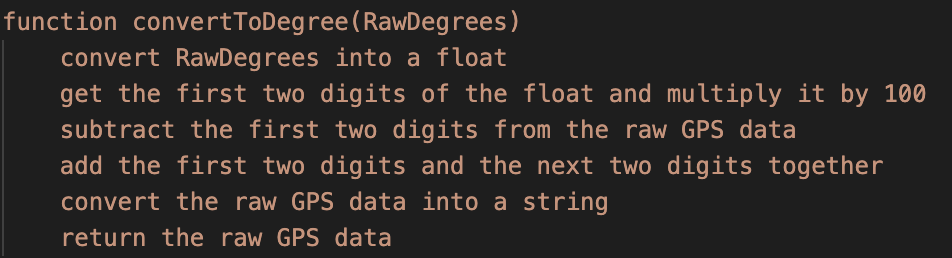 function convertToDegree(RawDegrees)
convert RawDegrees into a float
get the first two digits of the float and multiply it by 100
subtract the first two digits from the raw GPS data
add the first two digits and the next two digits together
convert the raw GPS data into a string
return the raw GPS data